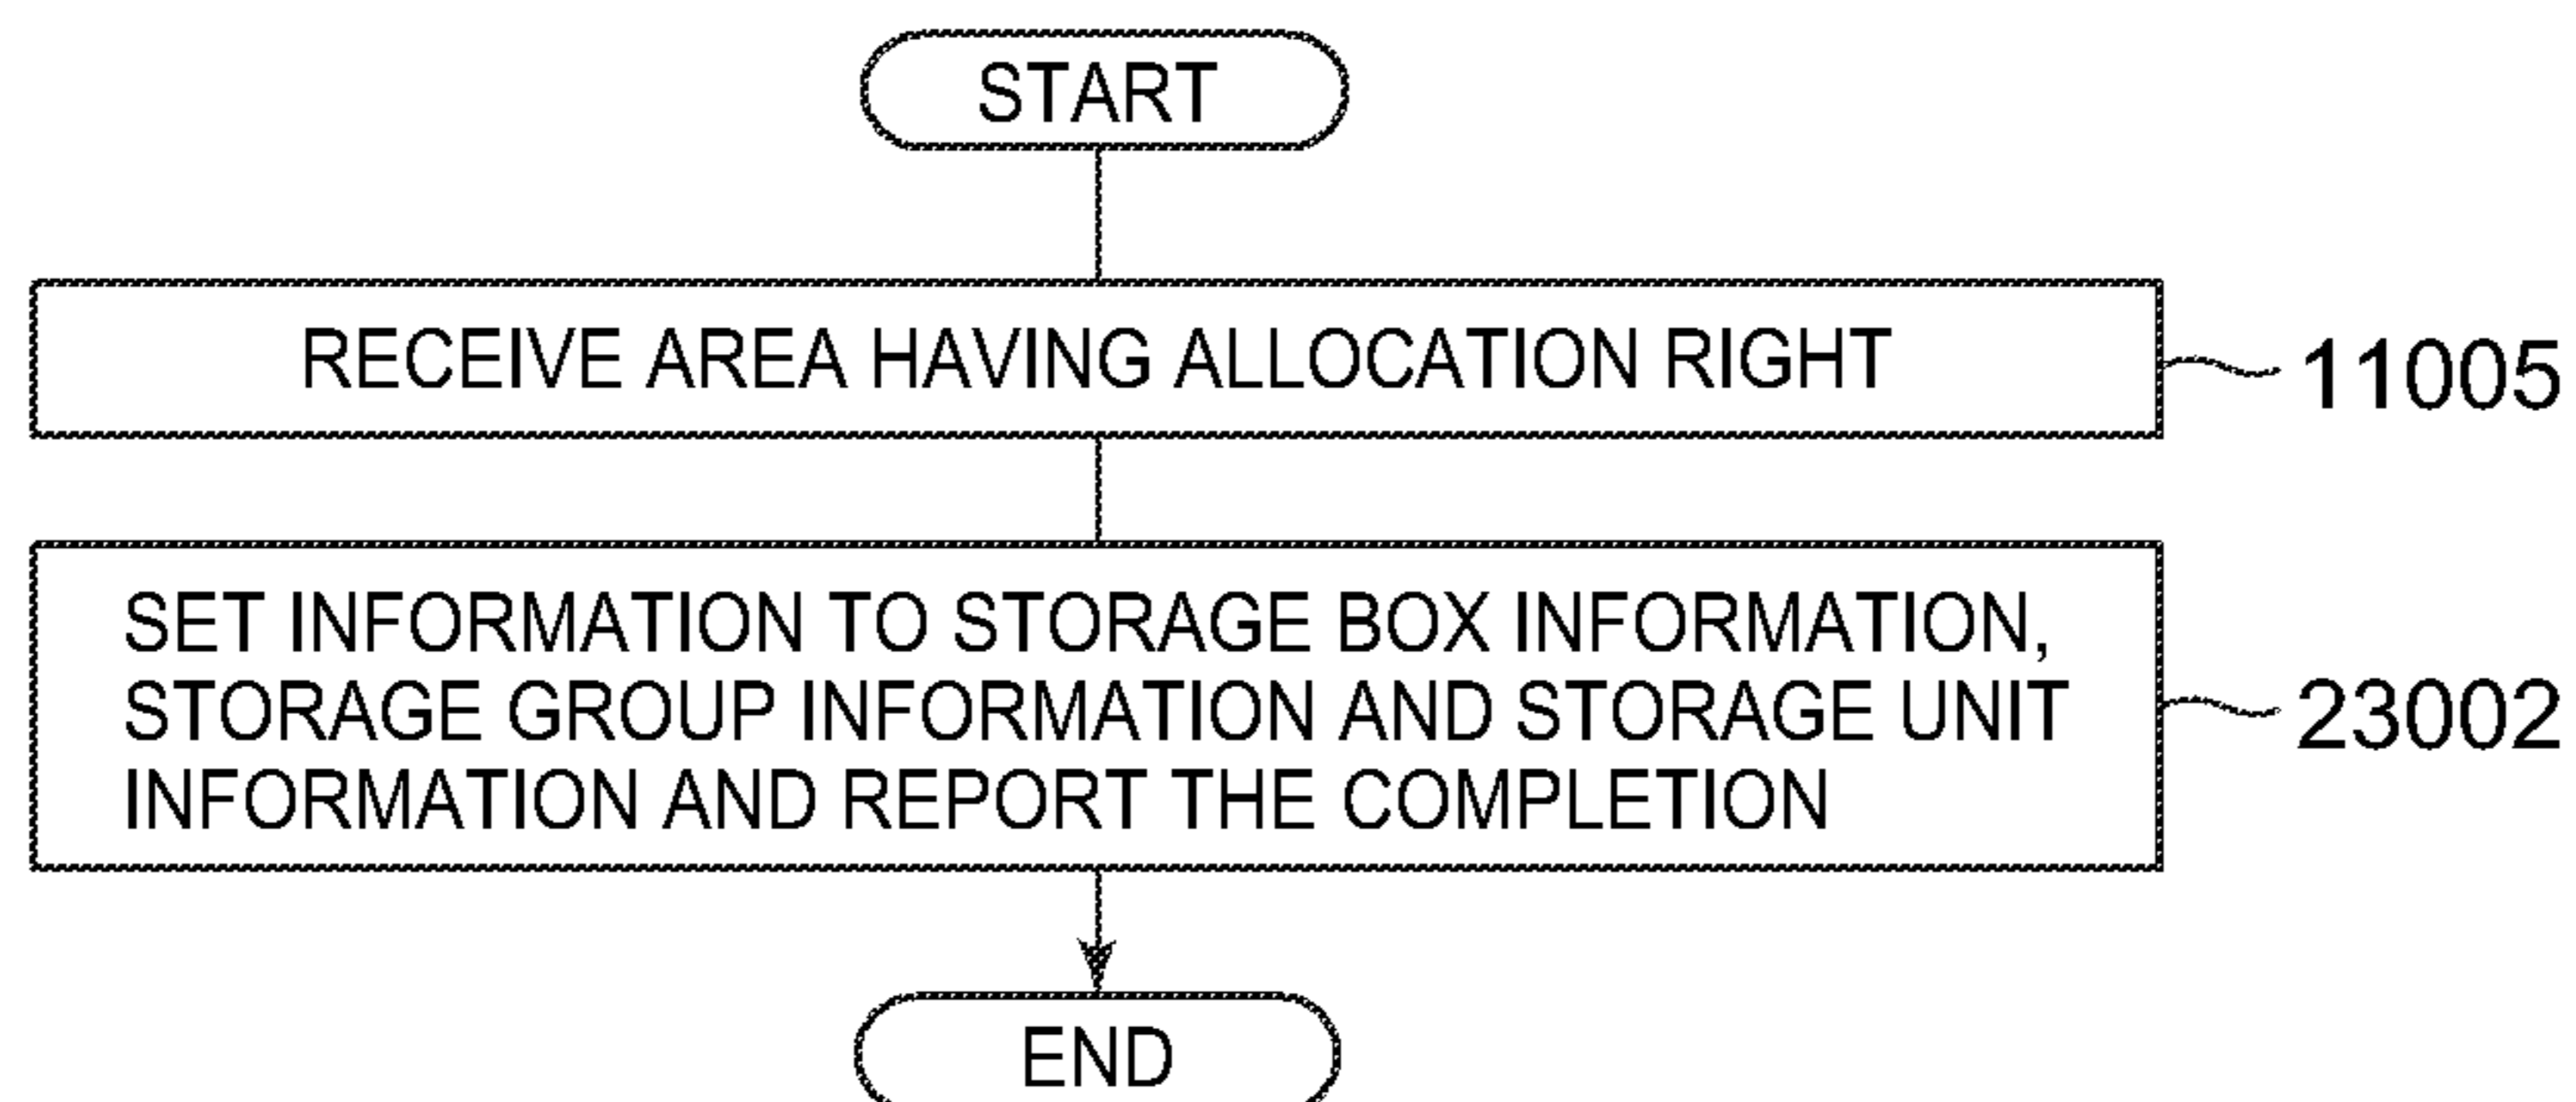 START
RECEIVE AREA HAVING ALLOCATION RIGHT
11005
SET INFORMATION TO STORAGE BOX INFORMATION,
STORAGE GROUP INFORMATION AND STORAGE UNIT
INFORMATION AND REPORT THE COMPLETION
23002
END